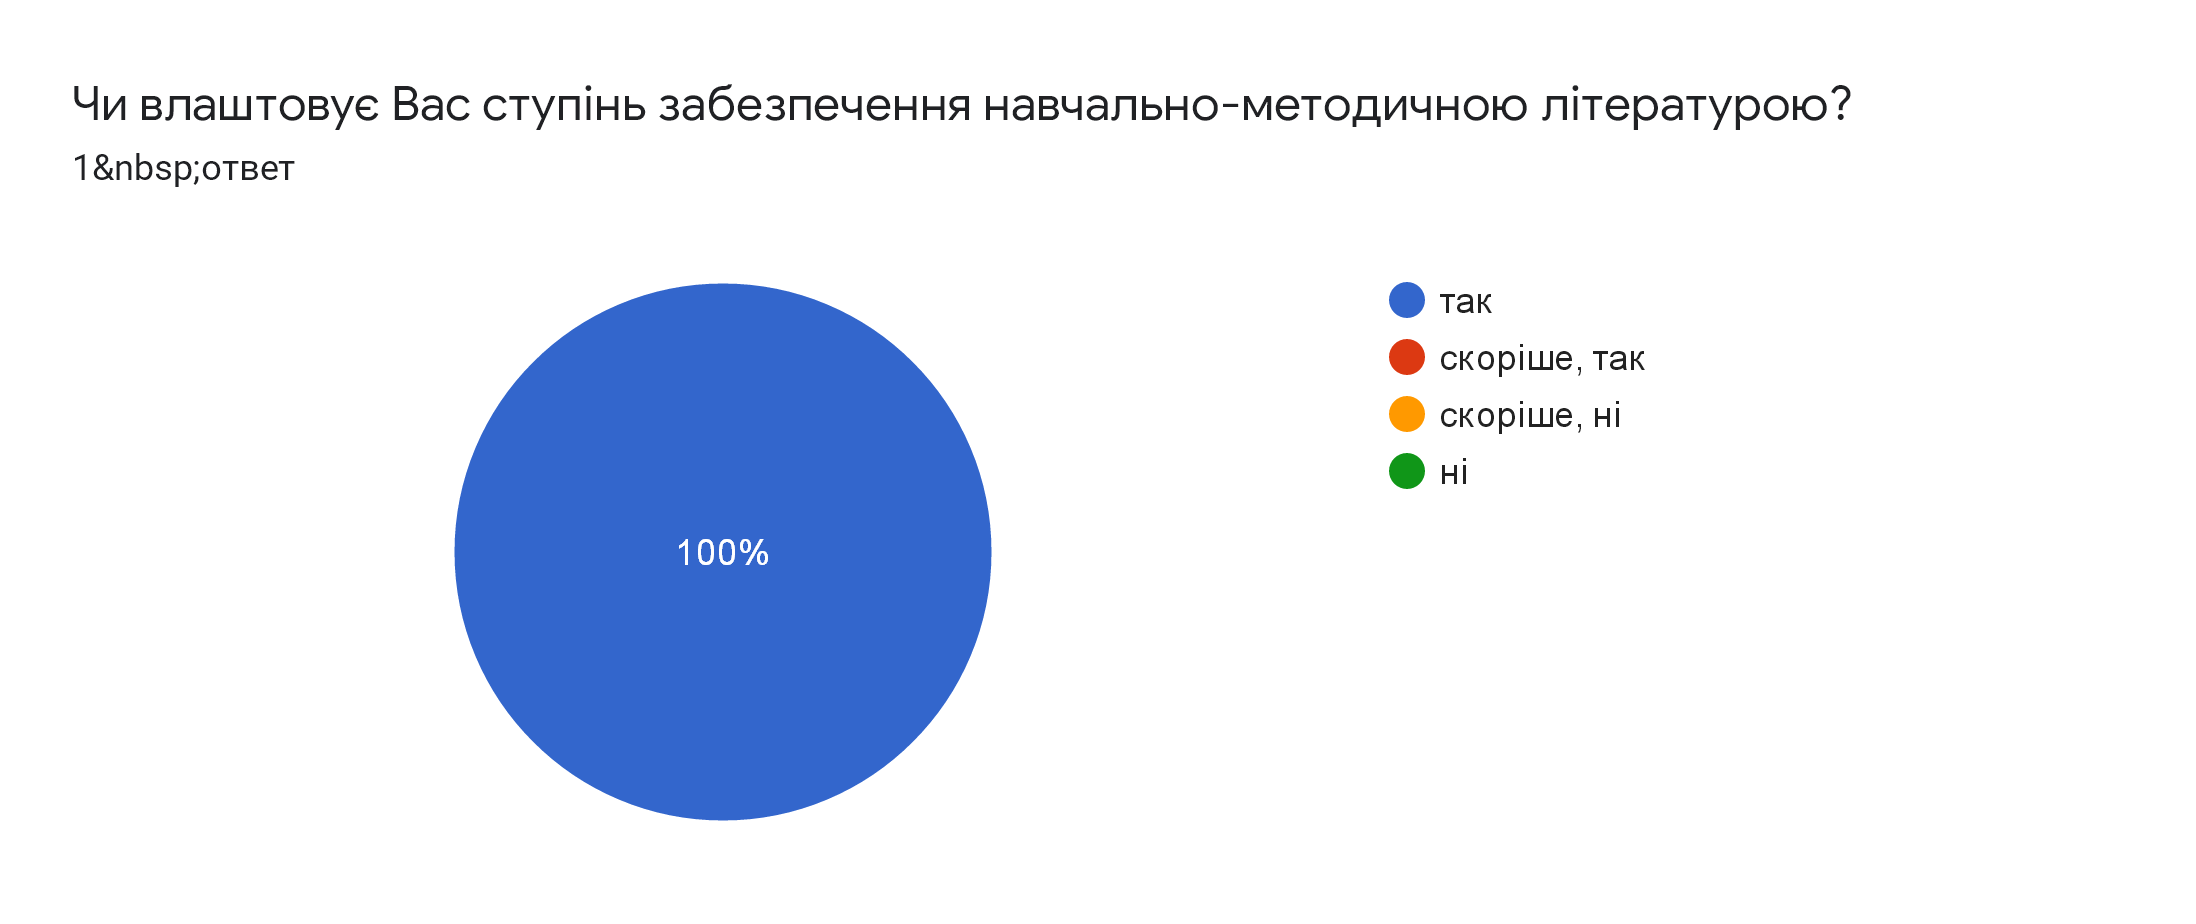 Чи влаштовує Вас ступінь забезпечення навчально-методичною літературою?
1&nbsp;ответ
100%
так
скоріше, так
скоріше, ні
ні